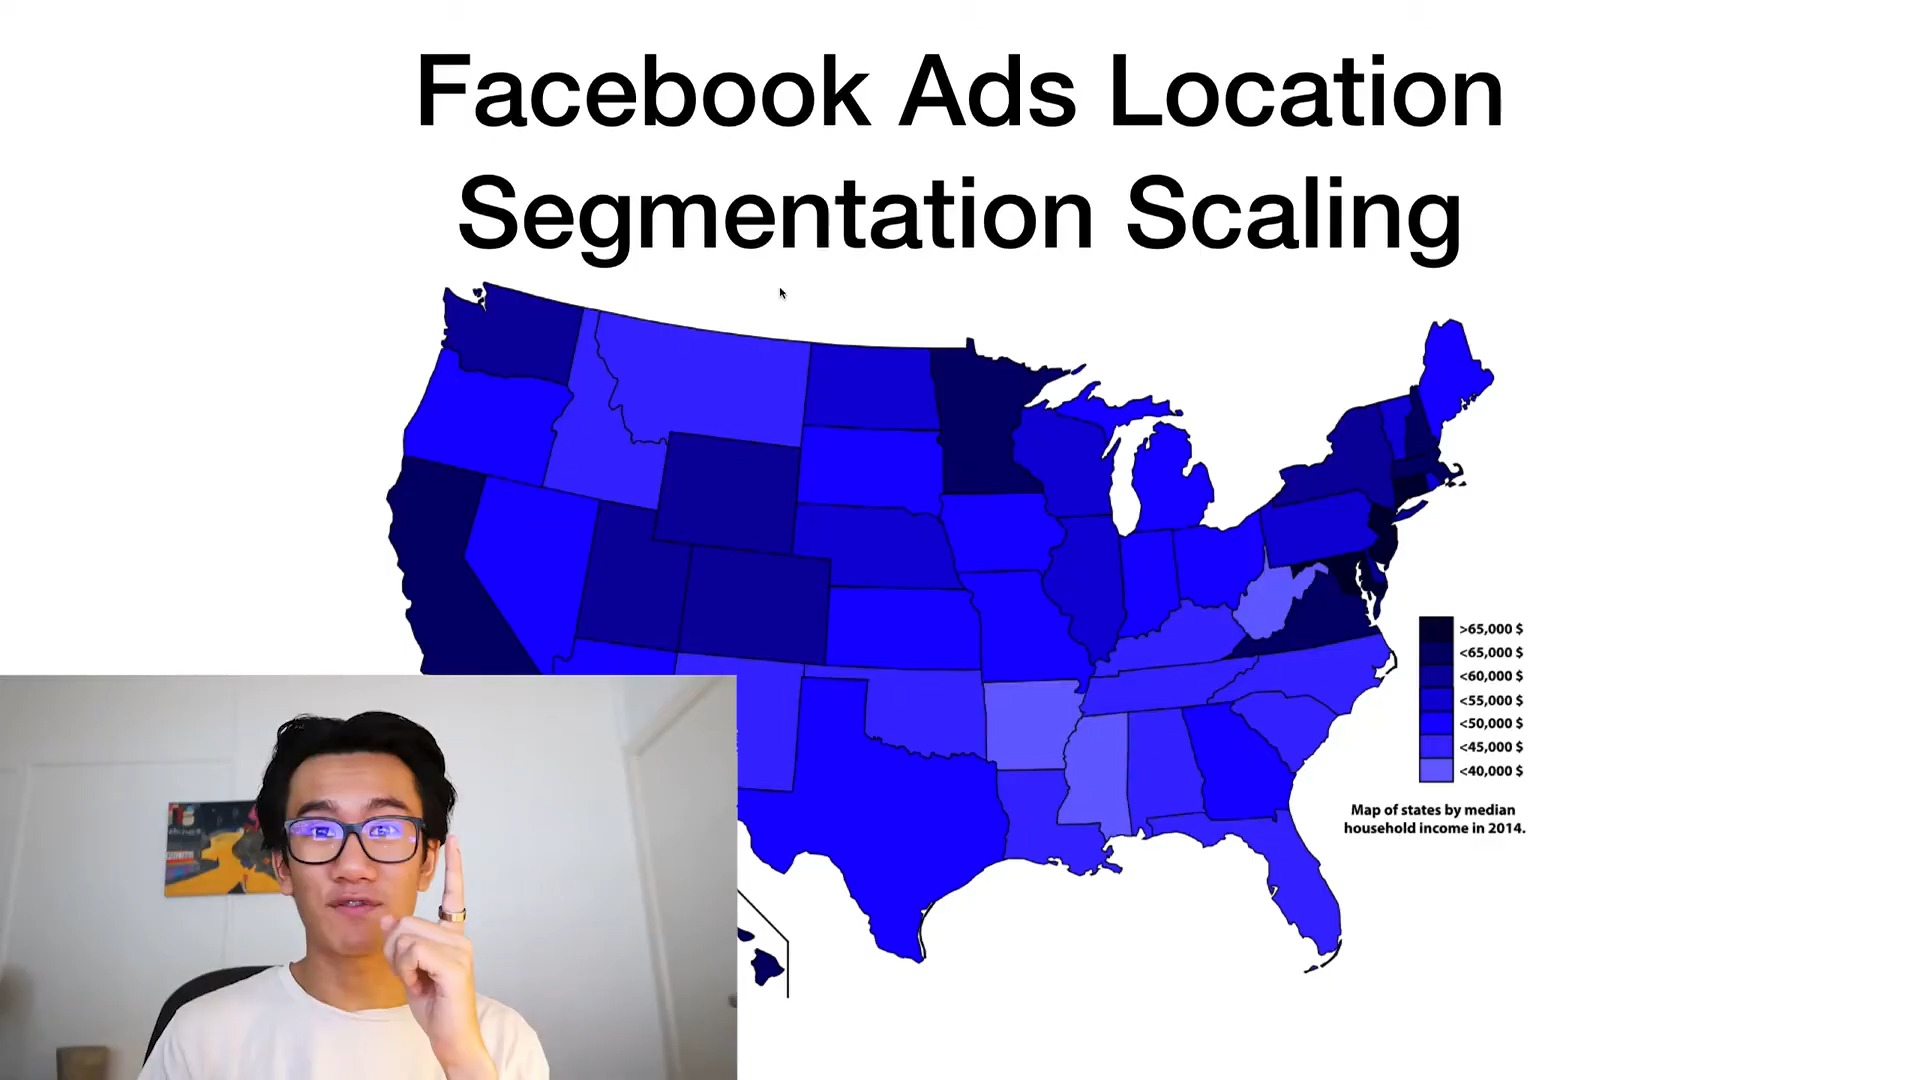 Facebook Ads Location
Segmentation Scaling
>65,000 $
<65,000 $
<60,000 $
<55,000 $
<50,000 $
<45,000 $
<40,000 $
Map of states by median
household income in 2014.